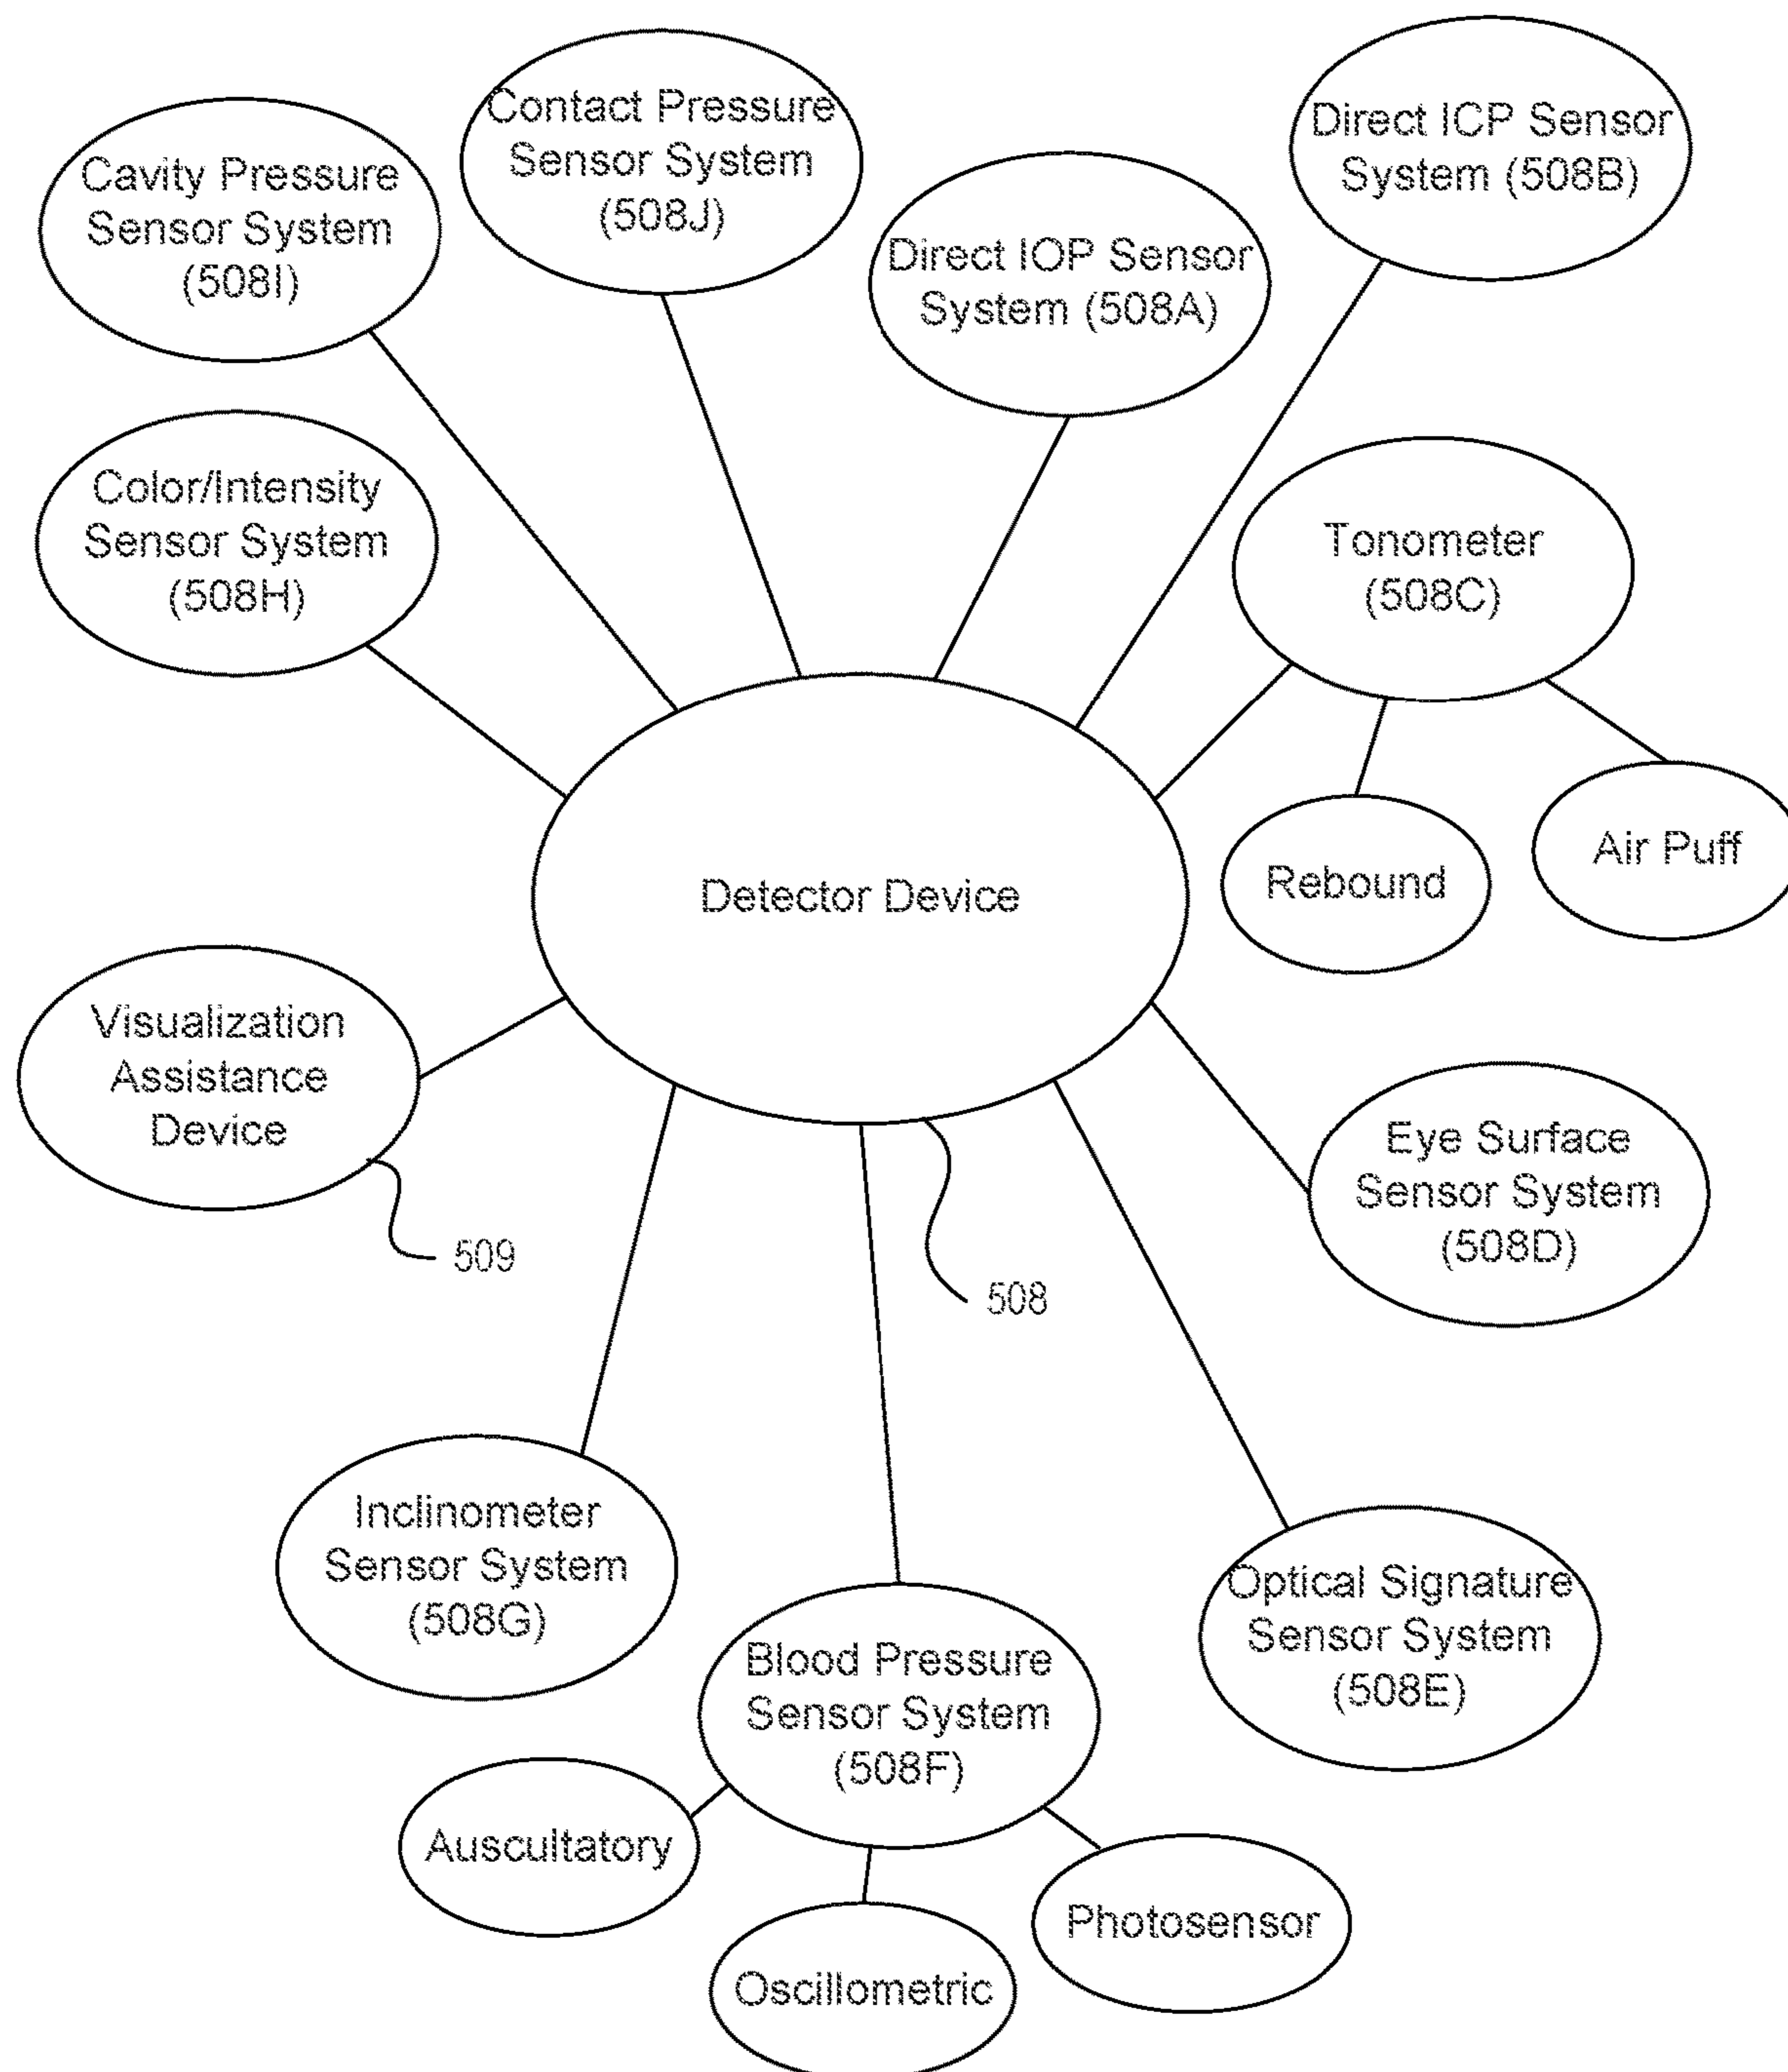 Contact Pressure
Sensor System
(508J)
Direct ICP Sensor
System (508B)
Cavity Pressure
Sensor System
(508I)
Direct IOP Sensor
System (508A)
Color/Intensity
Sensor System
(508H)
Tonometer
(508C)
Rebound
Air Puff
Detector Device
Visualization
Assistance
Device
509
508
Eye Surface
Sensor System
(508D)
Inclinometer
Sensor System
(508G)
Blood Pressure
Sensor System
(508F)
Optical Signature
Sensor System
(508E)
Auscultatory
Oscillometric
Photosensor